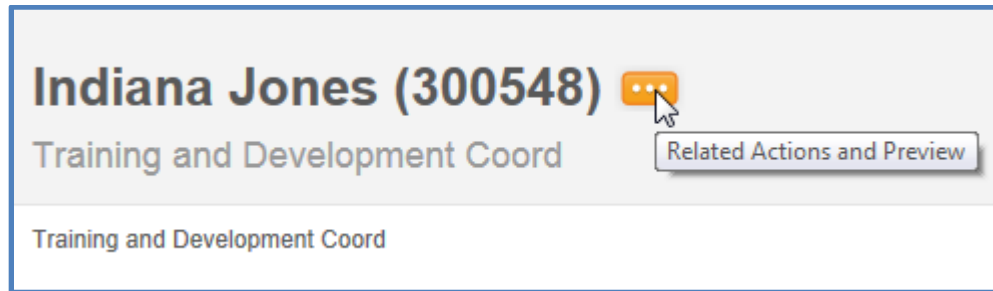 Indiana Jones (300548)
Training and Development Coord
Related Actions and Preview
Training and Development Coord